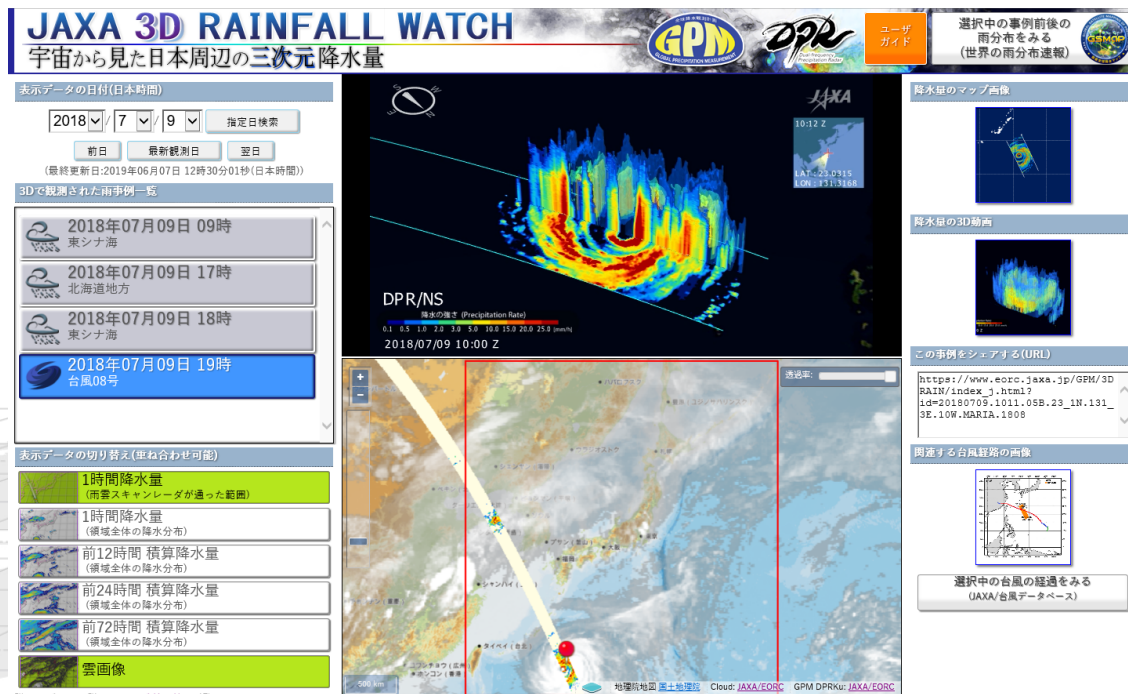 JAXA 3D RAINFALL WATCH
宇宙から見た日本周辺の三次元降水量
GPM
GLOBAL PRECIPITATION MEASUREMENT
DPR
Dual-frequency
Precipitation Radar
ユーザ
ガイド
選択中の事例前後の
雨分布をみる
(世界の雨分布速報)
GSMaP
表示データの日付(日本時間)
2018 / 7 / 9 指定日検索
前日 最新観測日 翌日
(最終更新日:2019年06月07日 12時30分01秒(日本時間))
3Dで観測された雨事例一覧
2018年07月09日 09時
東シナ海
2018年07月09日 17時
北海道地方
2018年07月09日 18時
東シナ海
2018年07月09日 19時
台風08号
表示データの切り替え(重ね合わせ可能)
1時間降水量
(雨雲スキャンレーダが通った範囲)
1時間降水量
(領域全体の降水分布)
前12時間 積算降水量
(領域全体の降水分布)
前24時間 積算降水量
(領域全体の降水分布)
前72時間 積算降水量
(領域全体の降水分布)
雲画像
JAXA
10:12 Z
LAT : 23.0315
LON : 131.3168
DPR/NS
降水の強さ (Precipitation Rate)
0.1 0.5 1.0 2.0 3.0 5.0 10.0 15.0 20.0 25.0 [mm/h]
2018/07/09 10:00 Z
+
−
透過率:
シャンハイ
タイペイ
500 km
地理院地図 国土地理院 Cloud: JAXA/EORC GPM DPRKu: JAXA/EORC
降水量のマップ画像
降水量の3D動画
この事例をシェアする(URL)
https://www.eorc.jaxa.jp/GPM/3D
RAIN/index_j.html?
id=20180709.1011.05B.23_1N.131_
3E.10W.MARIA.1808
関連する台風経路の画像
選択中の台風の経過をみる
(JAXA/台風データベース)